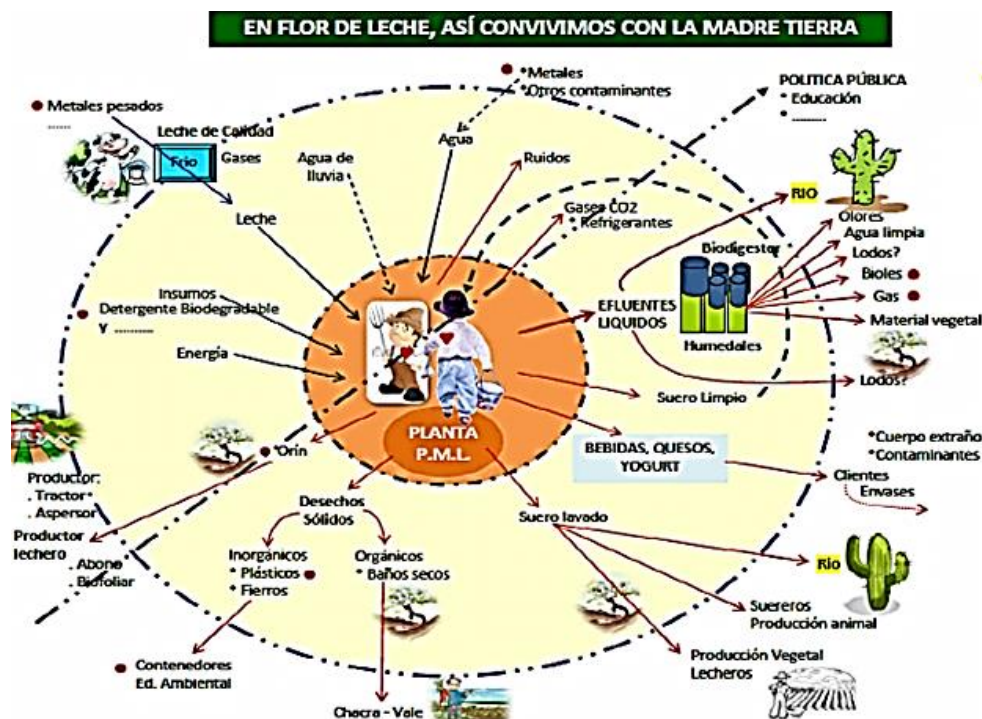 EN FLOR DE LECHE, ASÍ CONVIVIMOS CON LA MADRE TIERRA
* Metales
* Otros contaminantes
POLITICA PÚBLICA
* Educación
* ..........
Metales pesados
......
Leche de Calidad
Frio
Gases
Agua de lluvia
Agua
Ruidos
Leche
Gases CO2
* Refrigerantes
RIO
Biodigestor
Olores
Agua limpia
Lodos?
Bioles
Gas
Material vegetal
Humedales
EFLUENTES
LIQUIDOS
Lodos?
Insumos
Detergente Biodegradable
y ..........
Energía
Suero Limpio
PLANTA
P.M.L.
BEBIDAS, QUESOS,
YOGURT
*Cuerpo extraño
*Contaminantes
Clientes
Envases
*Orín
Productor:
. Tractor*
. Aspersor
Productor
lechero
. Abono
. Biofoliar
Desechos
Sólidos
Inorgánicos
* Plásticos
* Fierros
Orgánicos
* Baños secos
Suero lavado
Rio
Suereros
Producción animal
Producción Vegetal
Lecheros
Contenedores
Ed. Ambiental
Chacra - Vale